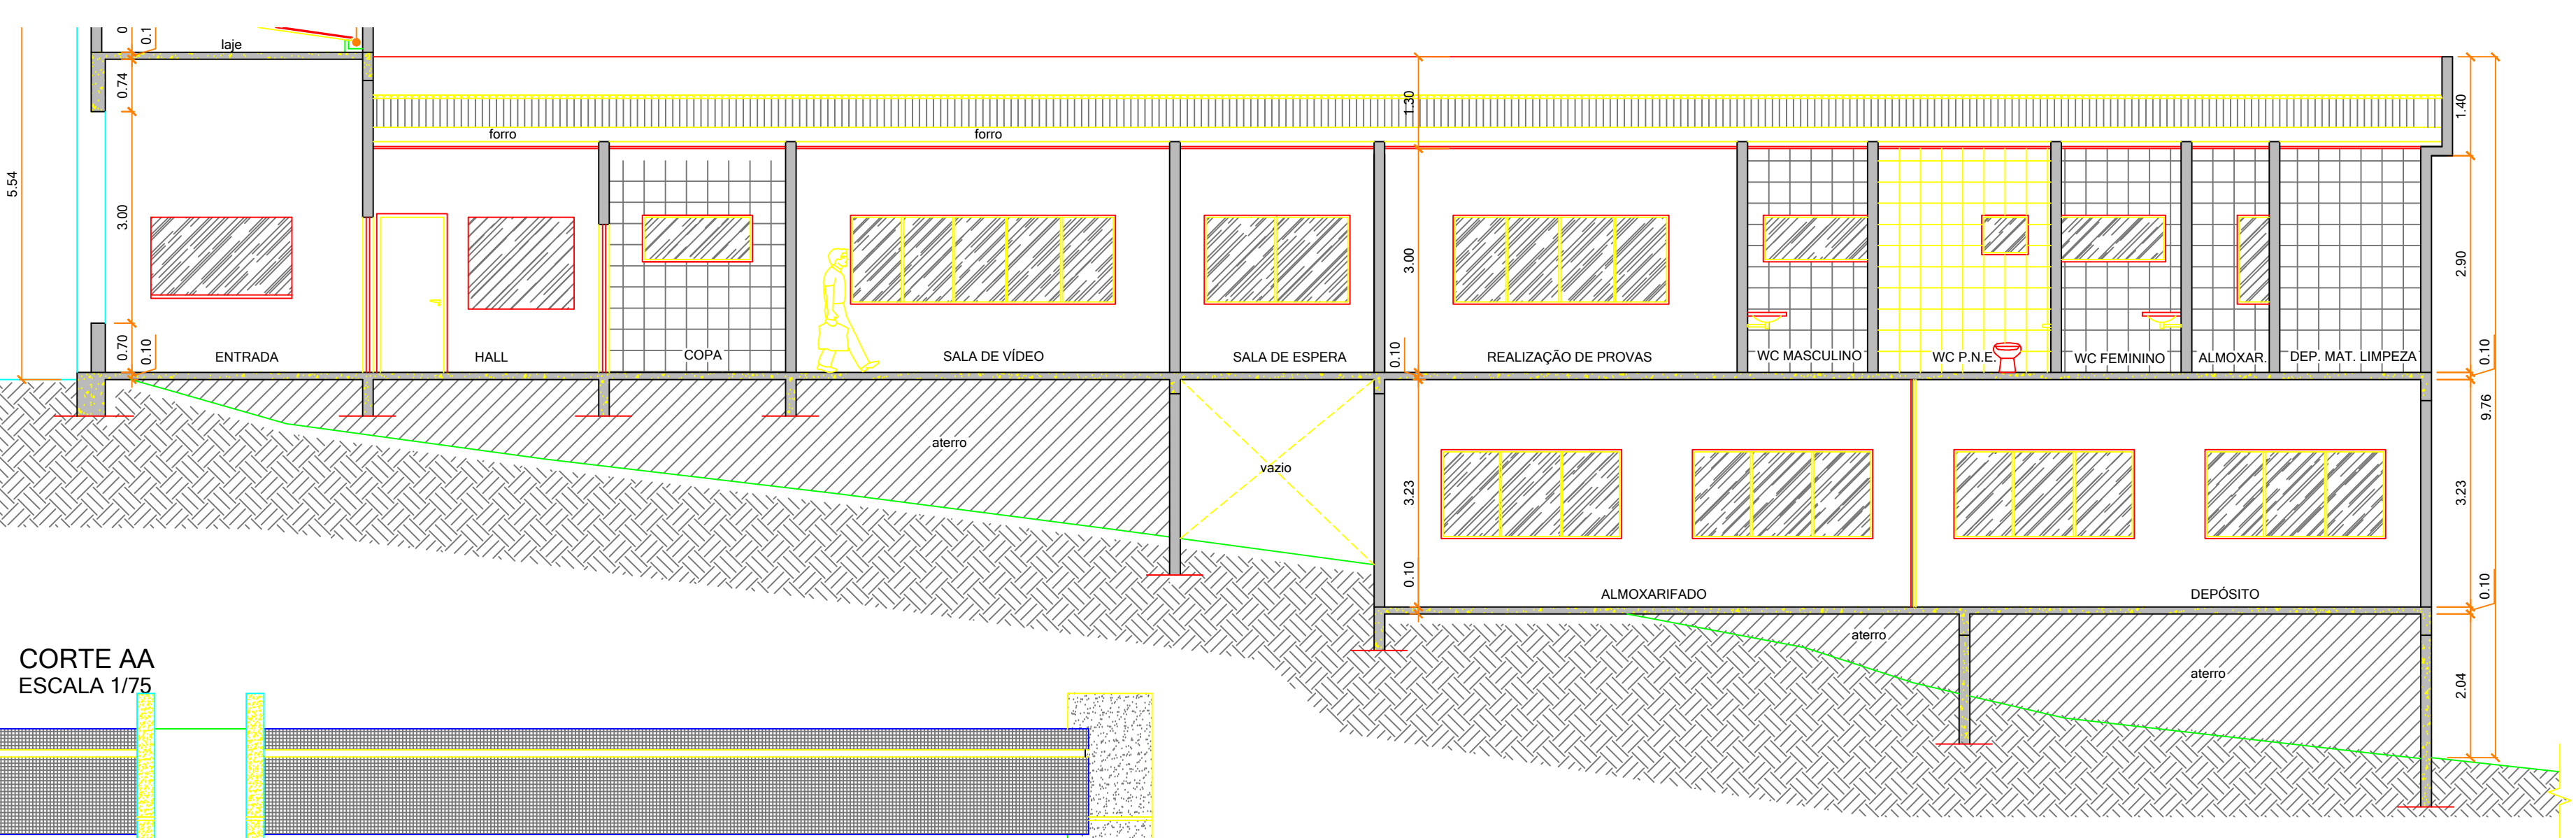 laje
0.1
0.74
5.54
3.00
0.70
0.10
forro
forro
1.30
1.40
3.00
2.90
0.10
0.10
ENTRADA
HALL
COPA
SALA DE VÍDEO
SALA DE ESPERA
REALIZAÇÃO DE PROVAS
WC MASCULINO
WC P.N.E.
WC FEMININO
ALMOXAR.
DEP. MAT. LIMPEZA
9.76
aterro
vazio
3.23
3.23
0.10
0.10
ALMOXARIFADO
DEPÓSITO
aterro
aterro
2.04
CORTE AA
ESCALA 1/75